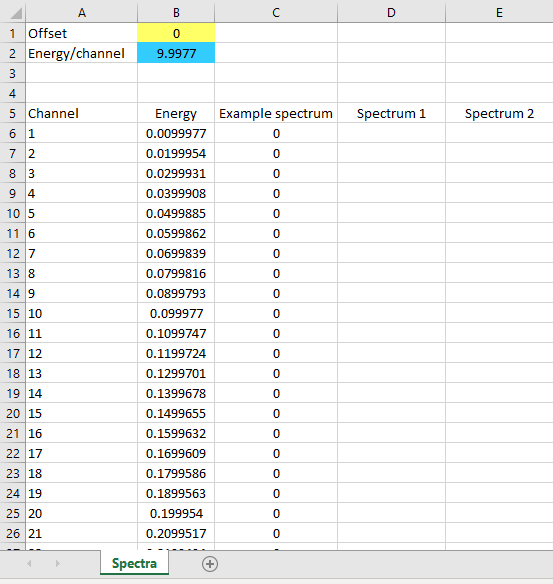 A B C D E
1 Offset 0
2 Energy/channel 9.9977
3
4
5 Channel Energy Example spectrum Spectrum 1 Spectrum 2
6 1 0.0099977 0
7 2 0.0199954 0
8 3 0.0299931 0
9 4 0.0399908 0
10 5 0.0499885 0
11 6 0.0599862 0
12 7 0.0699839 0
13 8 0.0799816 0
14 9 0.0899793 0
15 10 0.099977 0
16 11 0.1099747 0
17 12 0.1199724 0
18 13 0.1299701 0
19 14 0.1399678 0
20 15 0.1499655 0
21 16 0.1599632 0
22 17 0.1699609 0
23 18 0.1799586 0
24 19 0.1899563 0
25 20 0.199954 0
26 21 0.2099517 0
Spectra